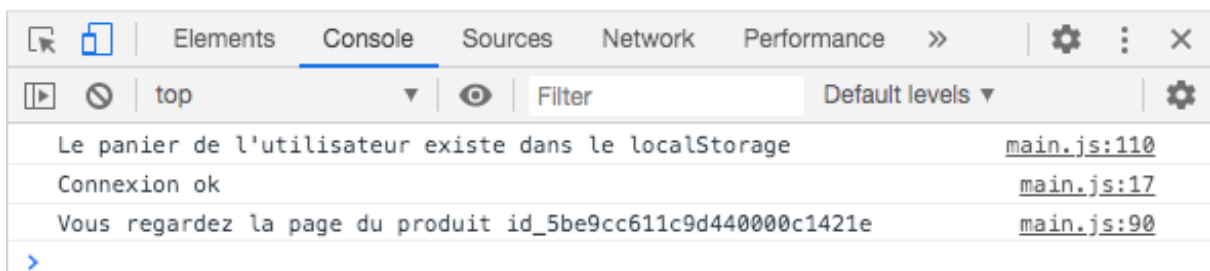 Elements Console Sources Network Performance »
top ▼ Filter Default levels ▼
Le panier de l'utilisateur existe dans le localStorage main.js:110
Connexion ok main.js:17
Vous regardez la page du produit id_5be9cc611c9d440000c1421e main.js:90
>